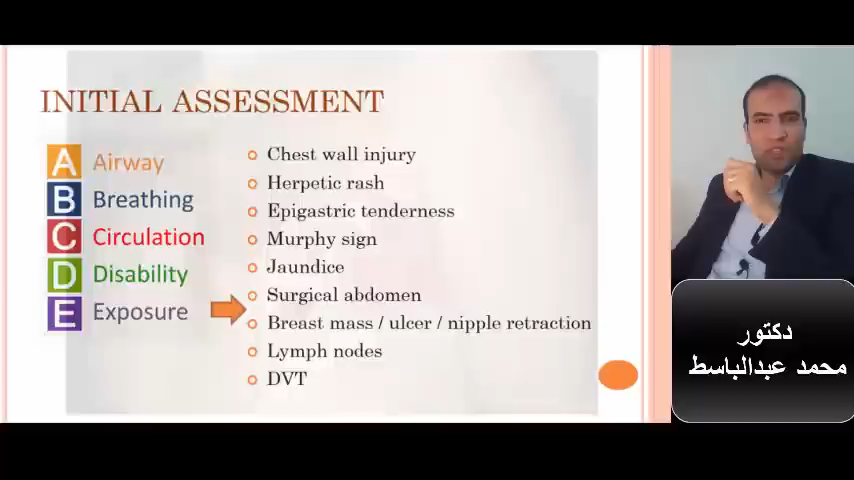 INITIAL ASSESSMENT
A Airway
B Breathing
C Circulation
D Disability
E Exposure
Chest wall injury
Herpetic rash
Epigastric tenderness
Murphy sign
Jaundice
Surgical abdomen
Breast mass / ulcer / nipple retraction
Lymph nodes
DVT
دكتور
محمد عبدالباسط